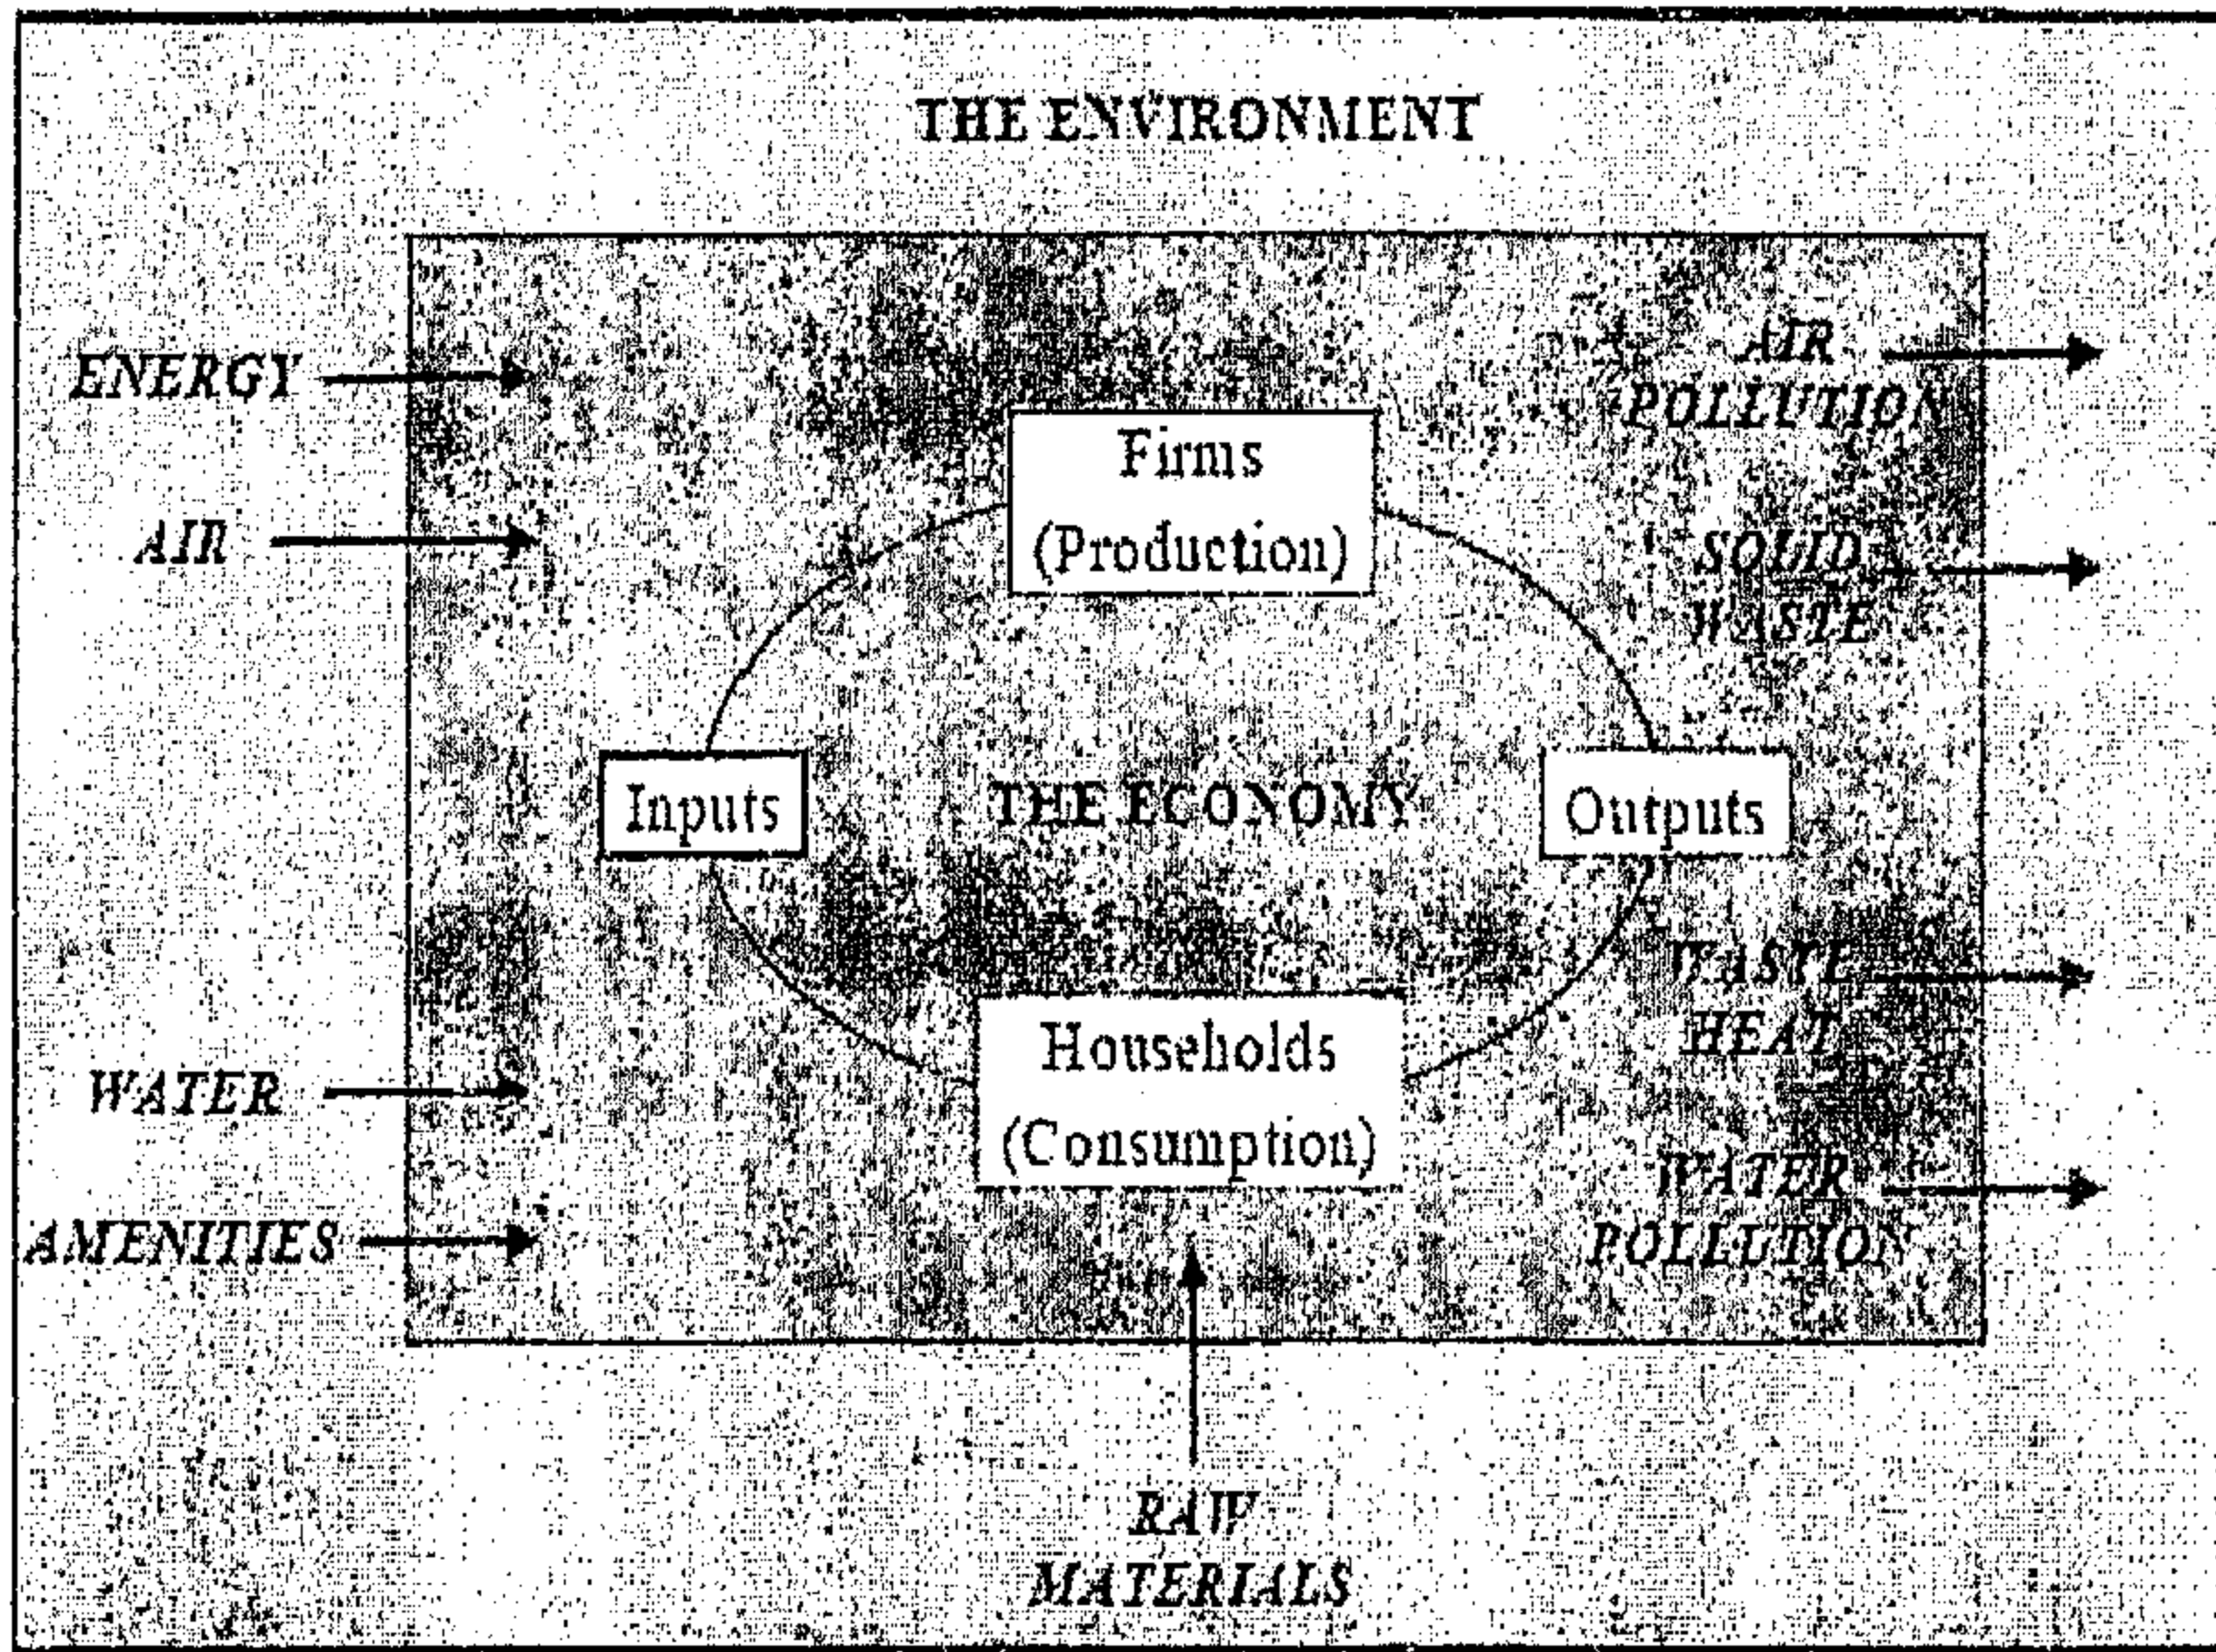 THE ENVIRONMENT
ENERGY
AIR
WATER
AMENITIES
Firms
(Production)
Inputs
THE ECONOMY
Outputs
Households
(Consumption)
AIR
POLLUTION
SOLID
WASTE
WASTE
HEAT
WATER
POLLUTION
RAW
MATERIALS